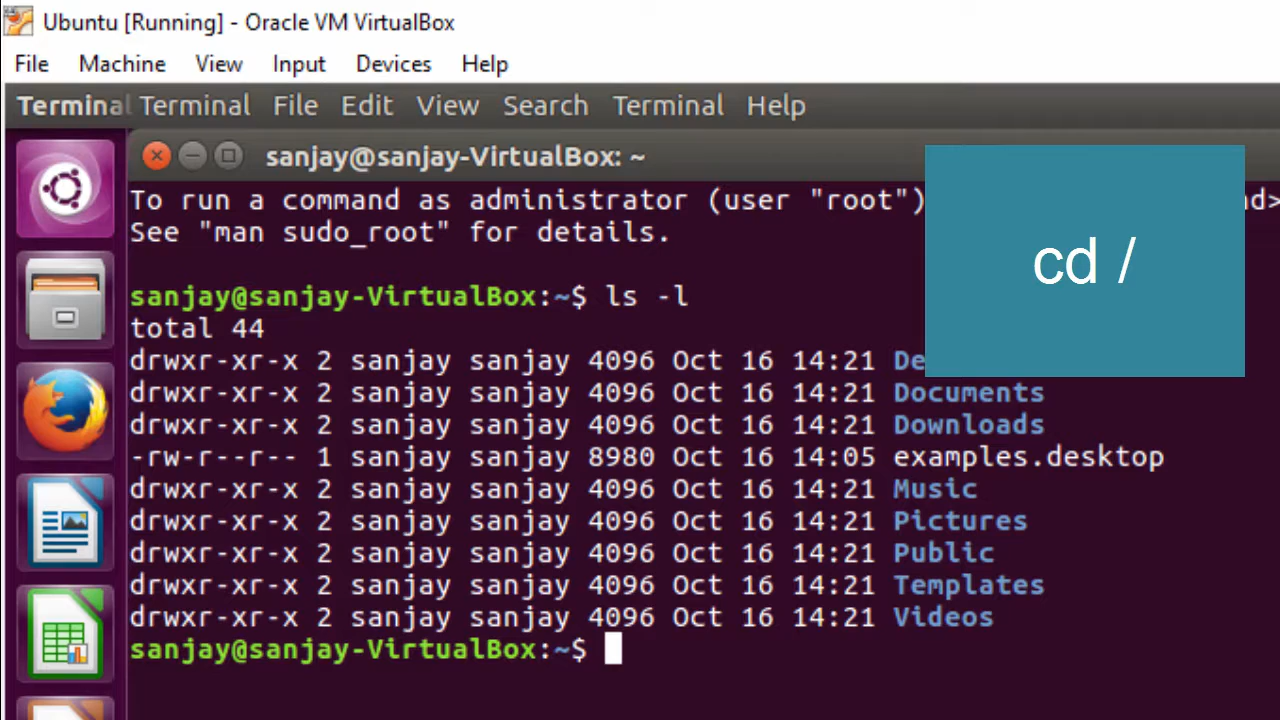 Ubuntu [Running] - Oracle VM VirtualBox
File Machine View Input Devices Help
Terminal Terminal File Edit View Search Terminal Help
sanjay@sanjay-VirtualBox: ~
To run a command as administrator (user "root")
See "man sudo_root" for details.
cd /
sanjay@sanjay-VirtualBox:~$ ls -l
total 44
drwxr-xr-x 2 sanjay sanjay 4096 Oct 16 14:21
drwxr-xr-x 2 sanjay sanjay 4096 Oct 16 14:21 Documents
drwxr-xr-x 2 sanjay sanjay 4096 Oct 16 14:21 Downloads
-rw-r--r-- 1 sanjay sanjay 8980 Oct 16 14:05 examples.desktop
drwxr-xr-x 2 sanjay sanjay 4096 Oct 16 14:21 Music
drwxr-xr-x 2 sanjay sanjay 4096 Oct 16 14:21 Pictures
drwxr-xr-x 2 sanjay sanjay 4096 Oct 16 14:21 Public
drwxr-xr-x 2 sanjay sanjay 4096 Oct 16 14:21 Templates
drwxr-xr-x 2 sanjay sanjay 4096 Oct 16 14:21 Videos
sanjay@sanjay-VirtualBox:~$